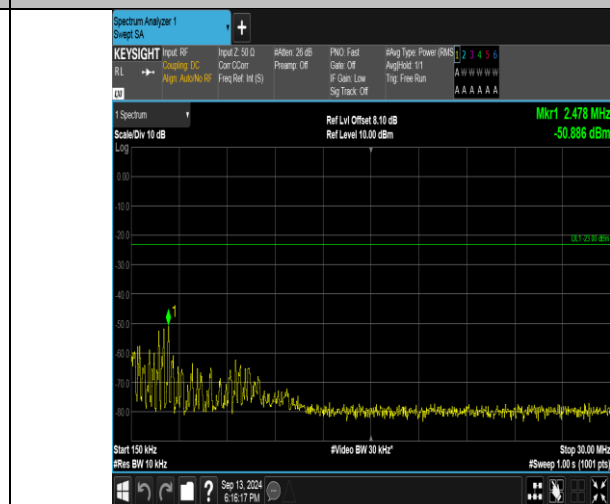 Spectrum Analyzer 1
Swept SA
+
KEYSIGHT
RL
Input: RF
Coupling: DC
Align: Auto/No RF
Input Z: 50 Ω
Corr CCorr
Freq Ref: Int (S)
#Atten: 26 dB
Preamp: Off
PNO: Fast
Gate: Off
IF Gain: Low
Sig Track: Off
#Avg Type: Power (RMS
Avg|Hold: 1/1
Trig: Free Run
1 2 3 4 5 6
A W W W W W
A A A A A A
1 Spectrum
Scale/Div 10 dB
Log
Ref Lvl Offset 8.10 dB
Ref Level 10.00 dBm
Mkr1 2.478 MHz
-50.886 dBm
0.00
-10.0
-20.0
DL1 -23.00 dBm
-30.0
-40.0
1
-50.0
-60.0
-70.0
-80.0
Start 150 kHz
#Res BW 10 kHz
#Video BW 30 kHz*
Stop 30.00 MHz
#Sweep 1.00 s (1001 pts)
?
Sep 13, 2024
6:16:17 PM